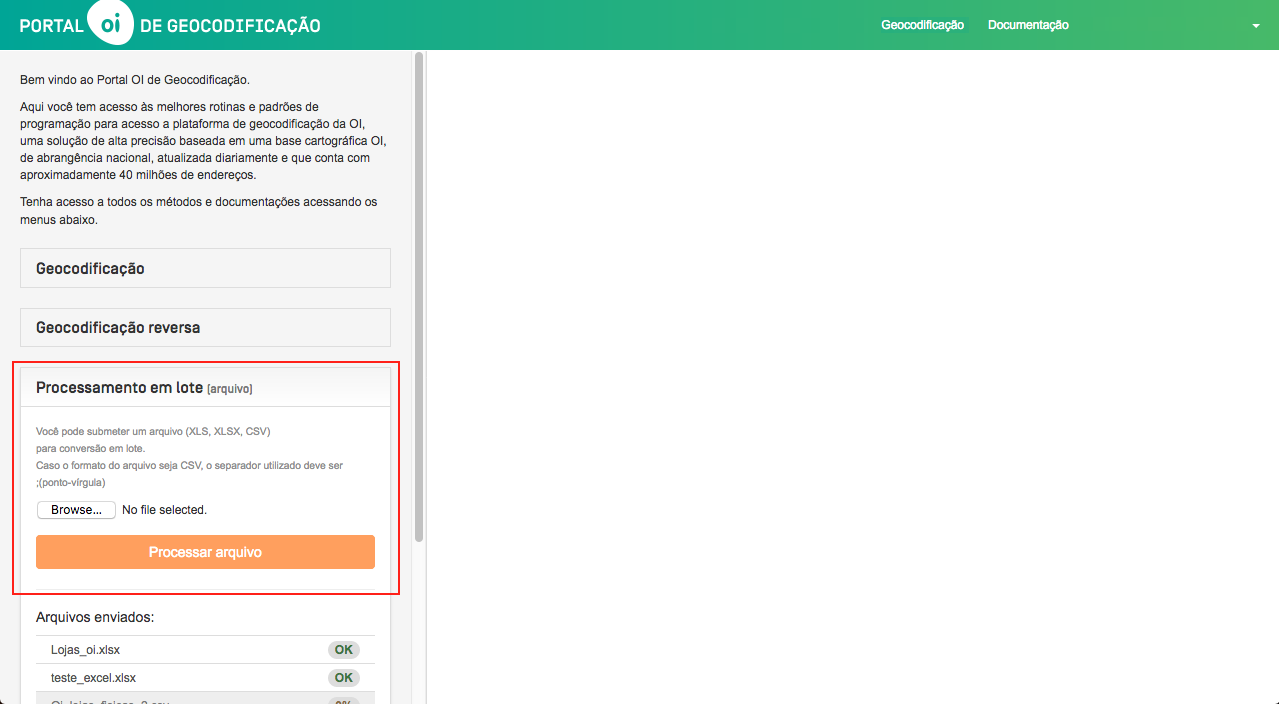 PORTAL oi DE GEOCODIFICAÇÃO
Geocodificação Documentação
Bem vindo ao Portal OI de Geocodificação.
Aqui você tem acesso às melhores rotinas e padrões de
programação para acesso a plataforma de geocodificação da OI,
uma solução de alta precisão baseada em uma base cartográfica OI,
de abrangência nacional, atualizada diariamente e que conta com
aproximadamente 40 milhões de endereços.
Tenha acesso a todos os métodos e documentações acessando os
menus abaixo.
Geocodificação
Geocodificação reversa
Processamento em lote (arquivo)
Você pode submeter um arquivo (XLS, XLSX, CSV)
para conversão em lote.
Caso o formato do arquivo seja CSV, o separador utilizado deve ser
;(ponto-vírgula)
Browse... No file selected.
Processar arquivo
Arquivos enviados:
Lojas_oi.xlsx OK
teste_excel.xlsx OK